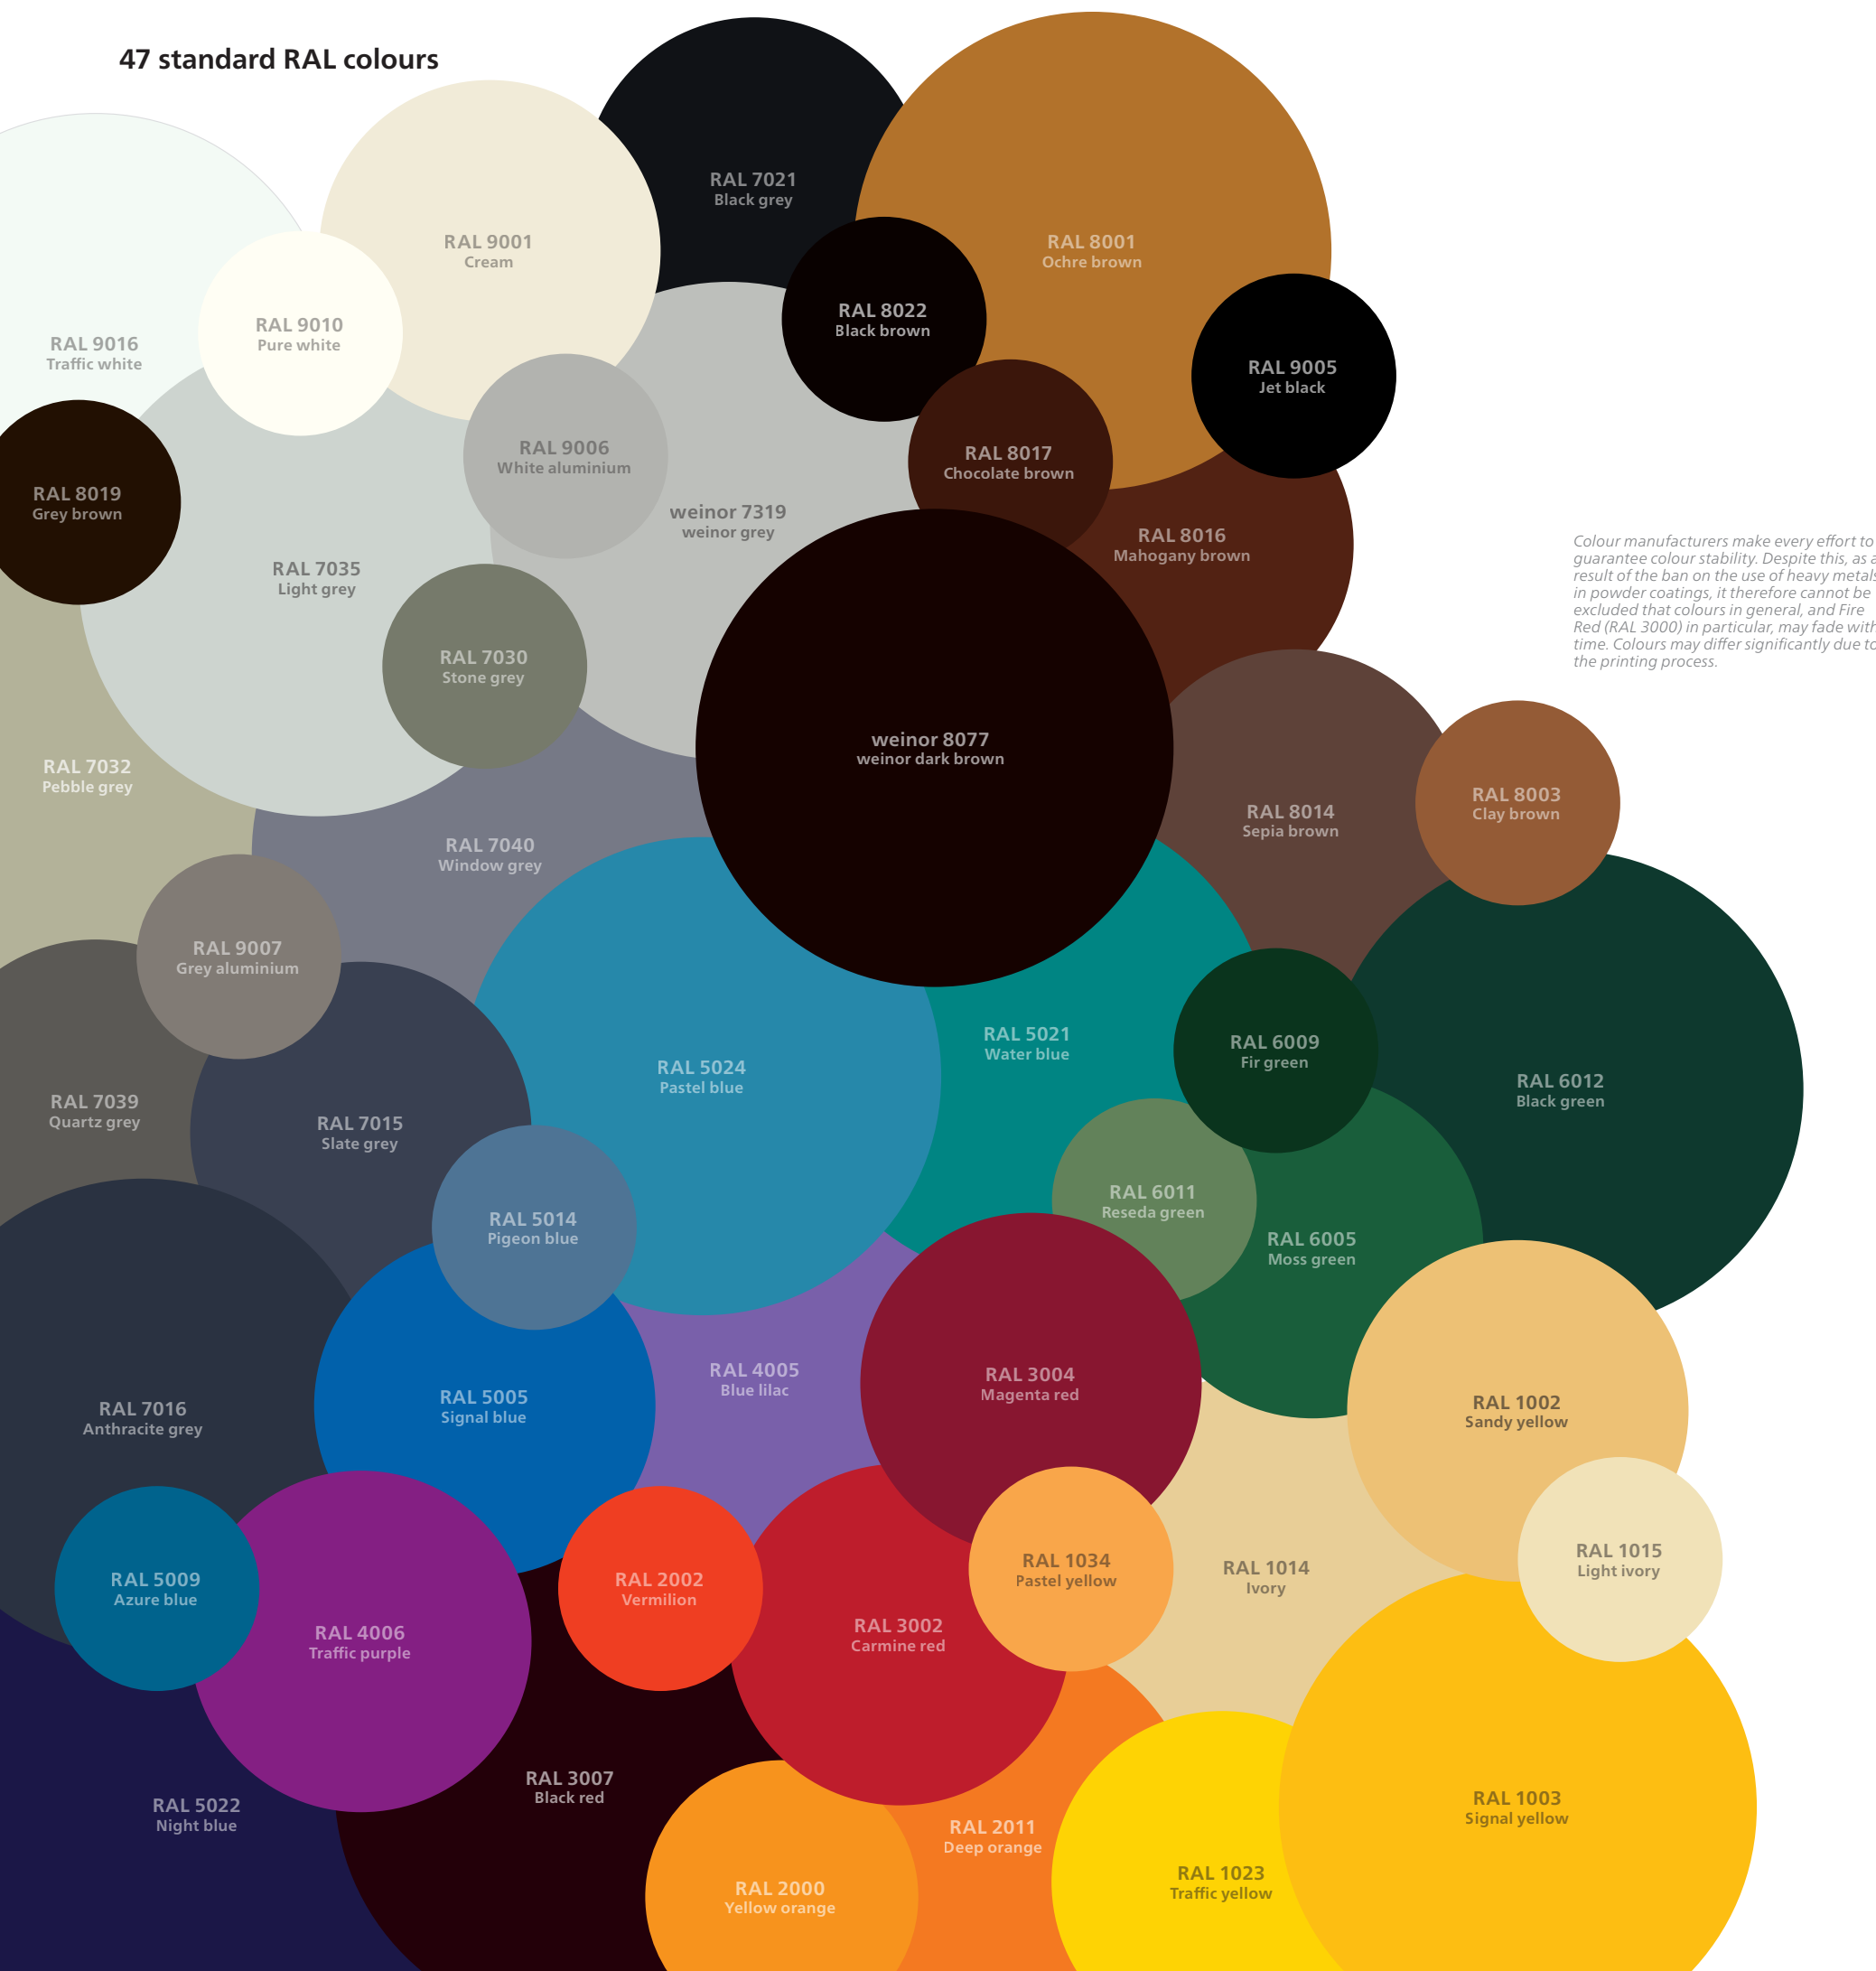 47 standard RAL colours
RAL 7021
Black grey
RAL 9001
Cream
RAL 8001
Ochre brown
RAL 9010
Pure white
RAL 8022
Black brown
RAL 9016
Traffic white
RAL 9005
Jet black
RAL 9006
White aluminium
RAL 8017
Chocolate brown
RAL 8019
Grey brown
weinor 7319
weinor grey
RAL 8016
Mahogany brown
Colour manufacturers make every effort to
guarantee colour stability. Despite this, as a
result of the ban on the use of heavy metals
in powder coatings, it therefore cannot be
excluded that colours in general, and Fire
Red (RAL 3000) in particular, may fade with
time. Colours may differ significantly due to
the printing process.
RAL 7035
Light grey
RAL 7030
Stone grey
weinor 8077
weinor dark brown
RAL 7032
Pebble grey
RAL 8003
Clay brown
RAL 8014
Sepia brown
RAL 7040
Window grey
RAL 9007
Grey aluminium
RAL 5021
Water blue
RAL 6009
Fir green
RAL 5024
Pastel blue
RAL 6012
Black green
RAL 7039
Quartz grey
RAL 7015
Slate grey
RAL 6011
Reseda green
RAL 5014
Pigeon blue
RAL 6005
Moss green
RAL 4005
Blue lilac
RAL 3004
Magenta red
RAL 5005
Signal blue
RAL 1002
Sandy yellow
RAL 7016
Anthracite grey
RAL 1015
Light ivory
RAL 1034
Pastel yellow
RAL 1014
Ivory
RAL 5009
Azure blue
RAL 2002
Vermilion
RAL 3002
Carmine red
RAL 4006
Traffic purple
RAL 3007
Black red
RAL 1003
Signal yellow
RAL 5022
Night blue
RAL 2011
Deep orange
RAL 1023
Traffic yellow
RAL 2000
Yellow orange